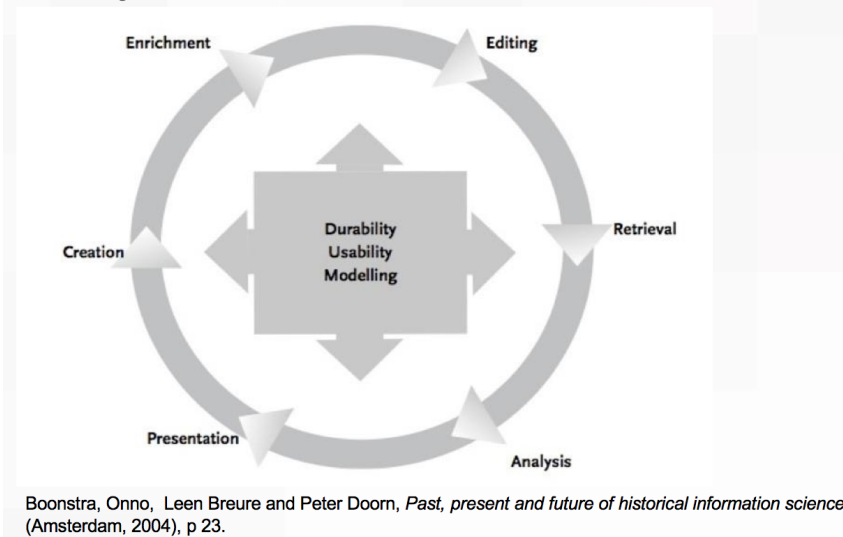 Enrichment
Editing
Durability
Usability
Modelling
Retrieval
Creation
Presentation
Analysis
Boonstra, Onno, Leen Breure and Peter Doorn, Past, present and future of historical information science
(Amsterdam, 2004), p 23.